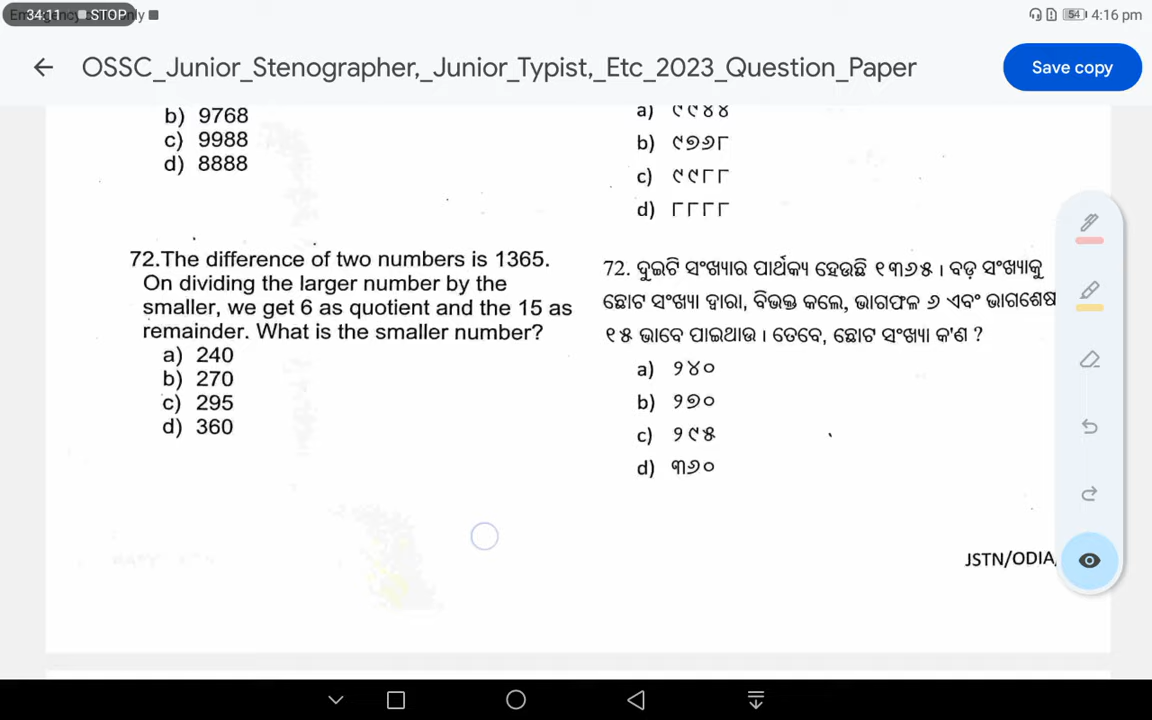 34:11 STOP
54 4:16 pm
OSSC_Junior_Stenographer,_Junior_Typist,_Etc_2023_Question_Paper
Save copy
b) 9768
c) 9988
d) 8888
72.The difference of two numbers is 1365.
On dividing the larger number by the
smaller, we get 6 as quotient and the 15 as
remainder. What is the smaller number?
a) 240
b) 270
c) 295
d) 360
a) ୯୯୪୪
b) ୯୭୬୮
c) ୯୯୮୮
d) ୮୮୮୮
72. ଦୁଇଟି ସଂଖ୍ୟାର ପାର୍ଥକ୍ୟ ହେଉଛି ୧୩୬୫ । ବଡ଼ ସଂଖ୍ୟାକୁ
ଛୋଟ ସଂଖ୍ୟା ଦ୍ୱାରା, ବିଭକ୍ତ କଲେ, ଭାଗଫଳ ୬ ଏବଂ ଭାଗଶେଷ
୧୫ ଭାବେ ପାଇଥାଉ । ତେବେ, ଛୋଟ ସଂଖ୍ୟା କ'ଣ ?
a) ୨୪୦
b) ୨୭୦
c) ୨୯୫
d) ୩୬୦
JSTN/ODIA